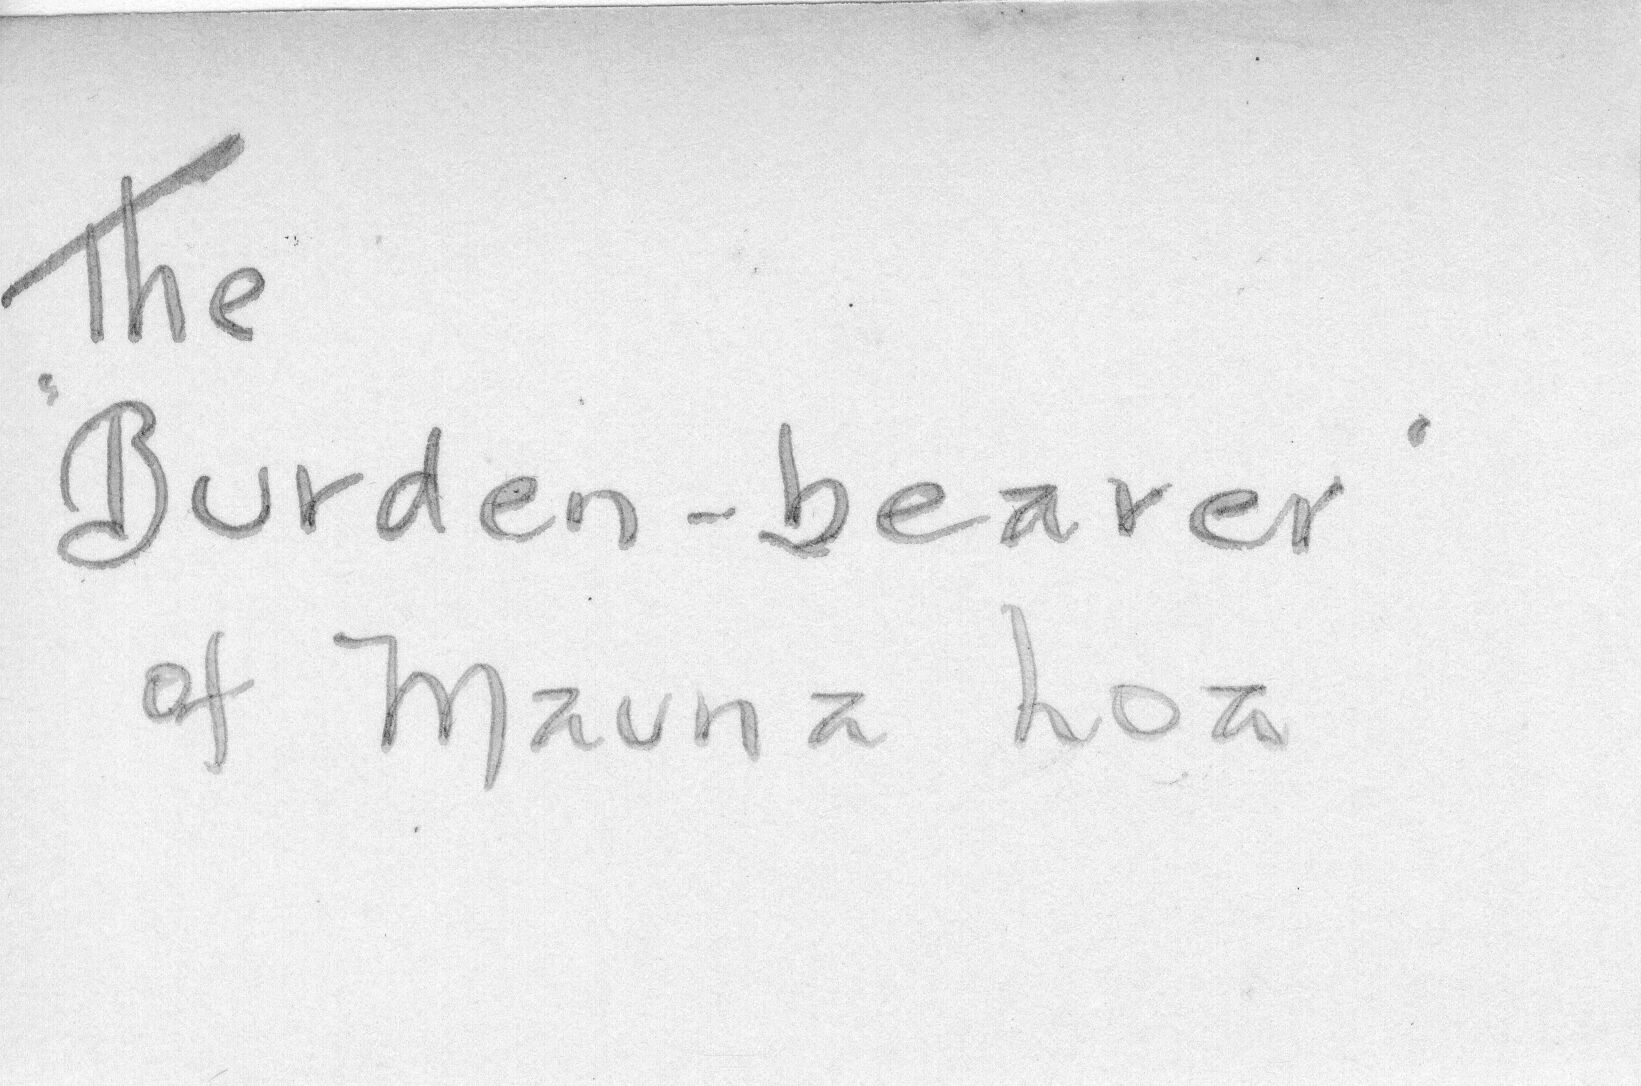 The
"Burden-bearer"
of Mauna Loa